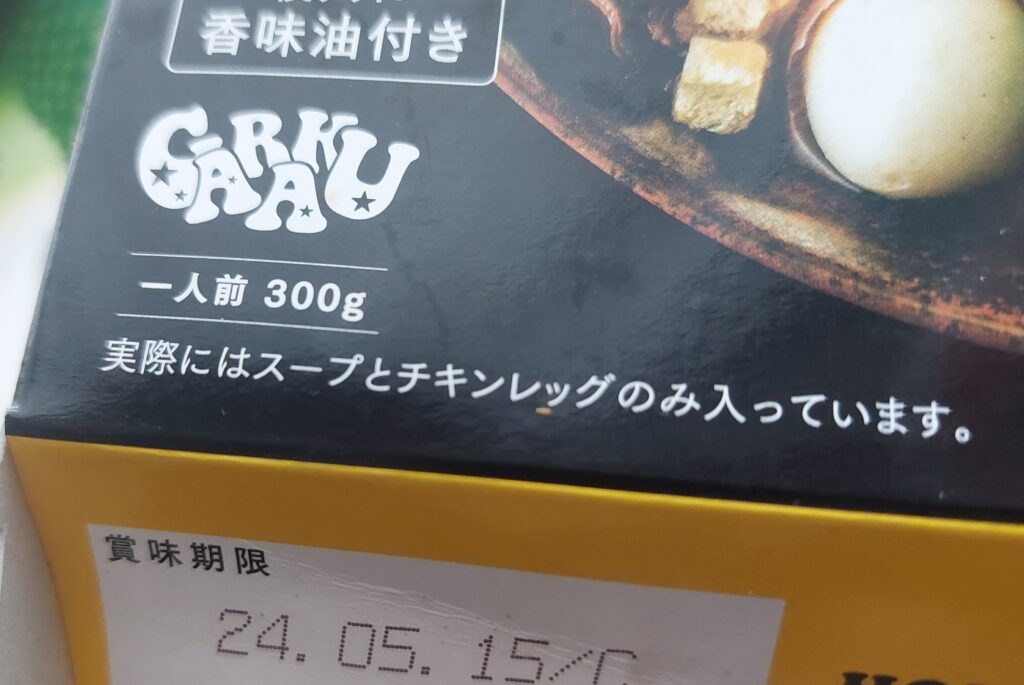 香味油付き
GARAKU
一人前 300g
実際にはスープとチキンレッグのみ入っています。
賞味期限
24. 05. 15/C